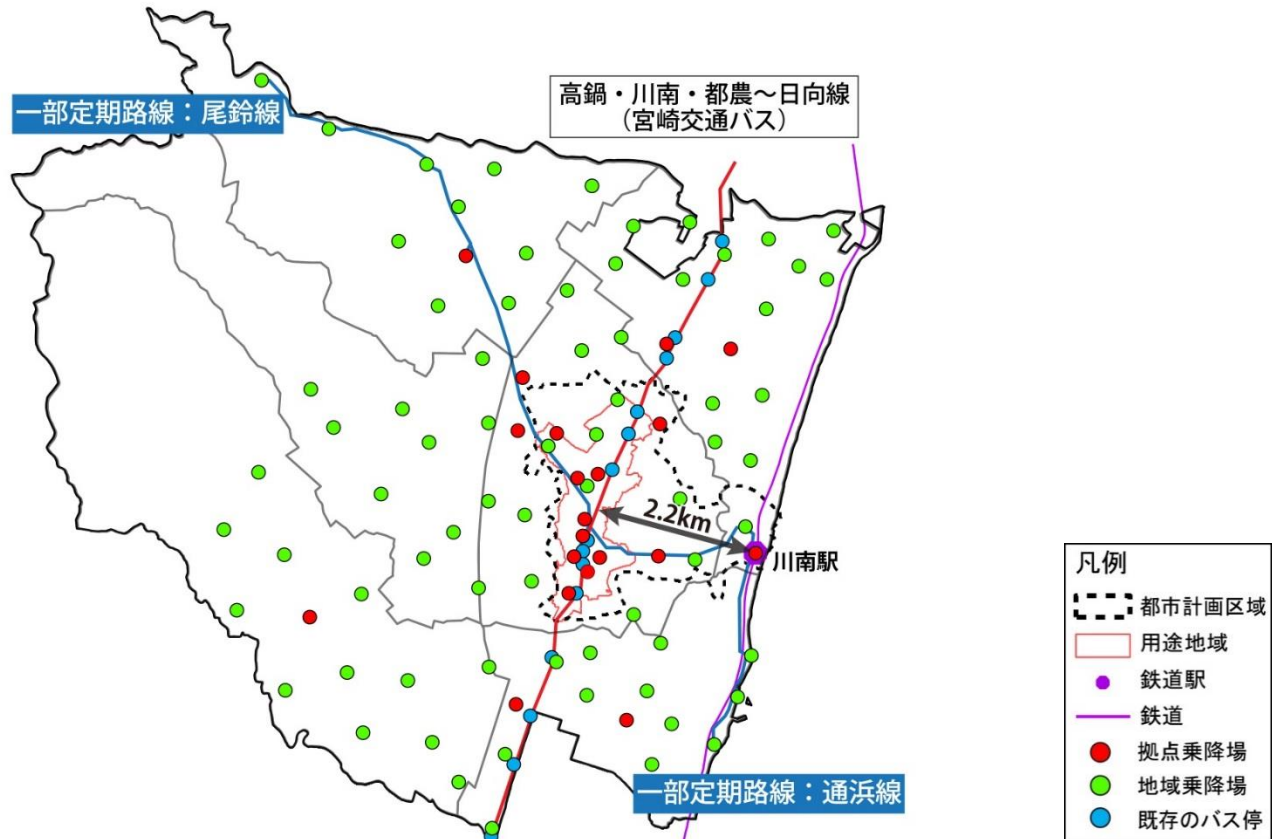 高鍋・川南・都農〜日向線
（宮崎交通バス）
一部定期路線：尾鈴線
2.2km
川南駅
一部定期路線：通浜線
凡例
都市計画区域
用途地域
鉄道駅
鉄道
拠点乗降場
地域乗降場
既存のバス停